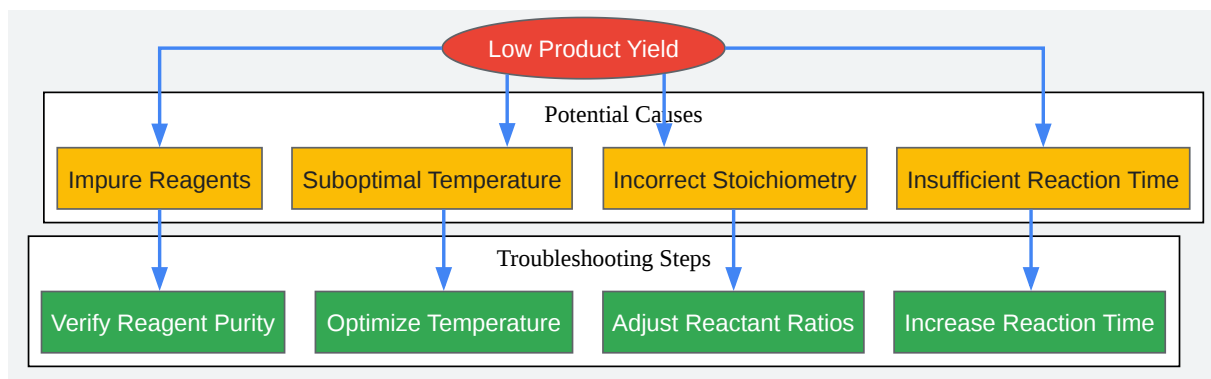 Low Product Yield
Potential Causes
Impure Reagents
Suboptimal Temperature
Incorrect Stoichiometry
Insufficient Reaction Time
Troubleshooting Steps
Verify Reagent Purity
Optimize Temperature
Adjust Reactant Ratios
Increase Reaction Time